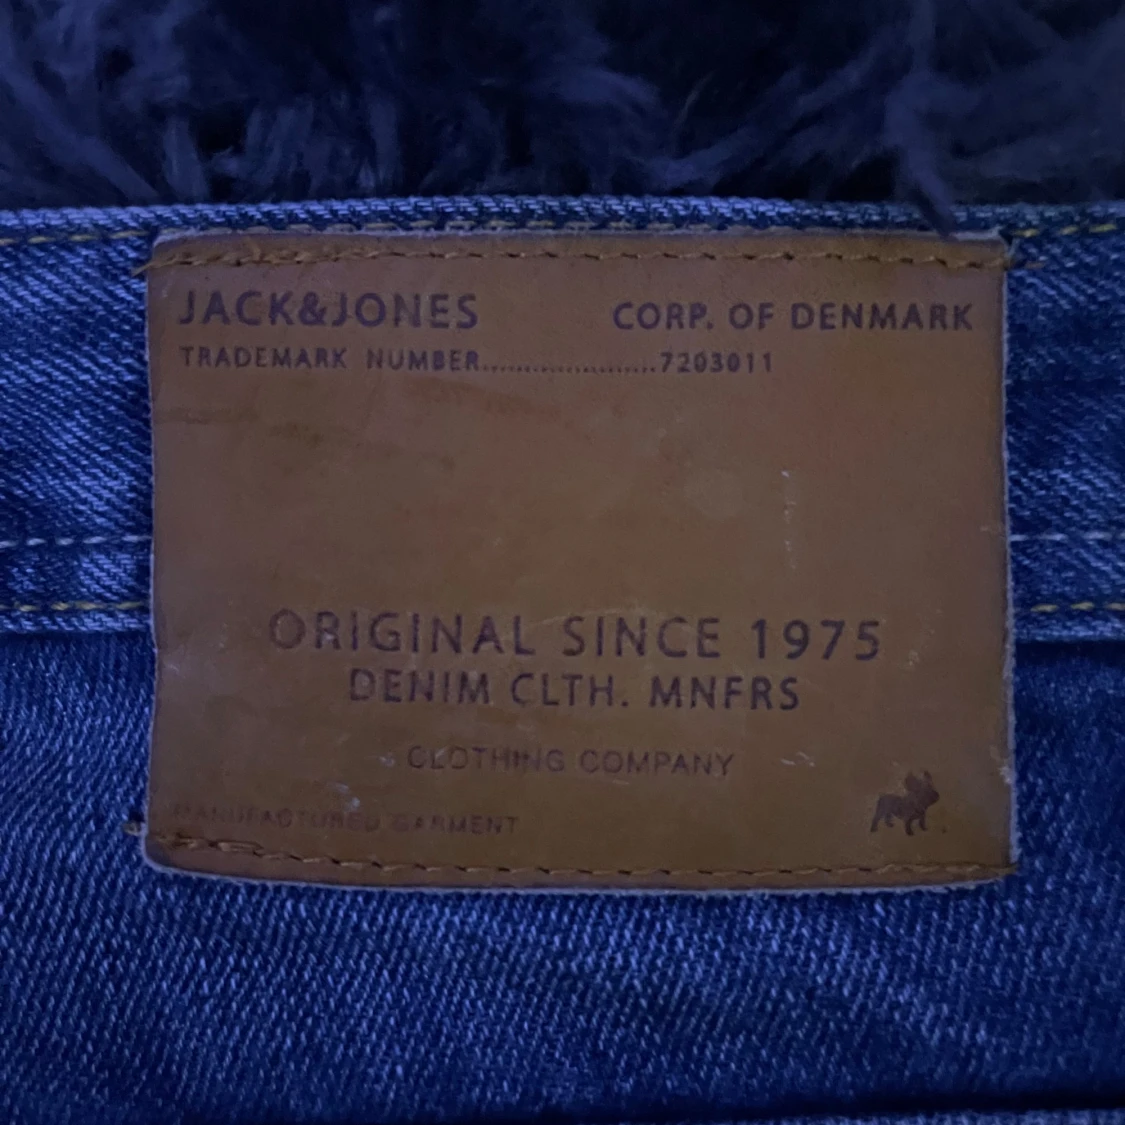 JACK&JONES CORP. OF DENMARK
TRADEMARK NUMBER.....................7203011
ORIGINAL SINCE 1975
DENIM CLTH. MNFRS
CLOTHING COMPANY
MANUFACTURED GARMENT